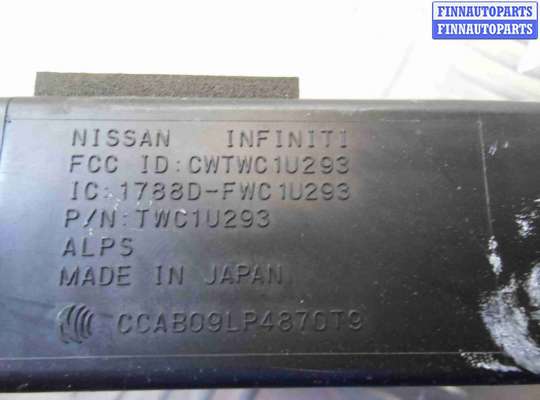 FINNAUTOPARTS
FINNAUTOPARTS
NISSAN INFINITI
FCC ID:CWTWC1U293
IC:1788D-FWC1U293
P/N:TWC1U293
ALPS
MADE IN JAPAN
CCAB09LP4870T9